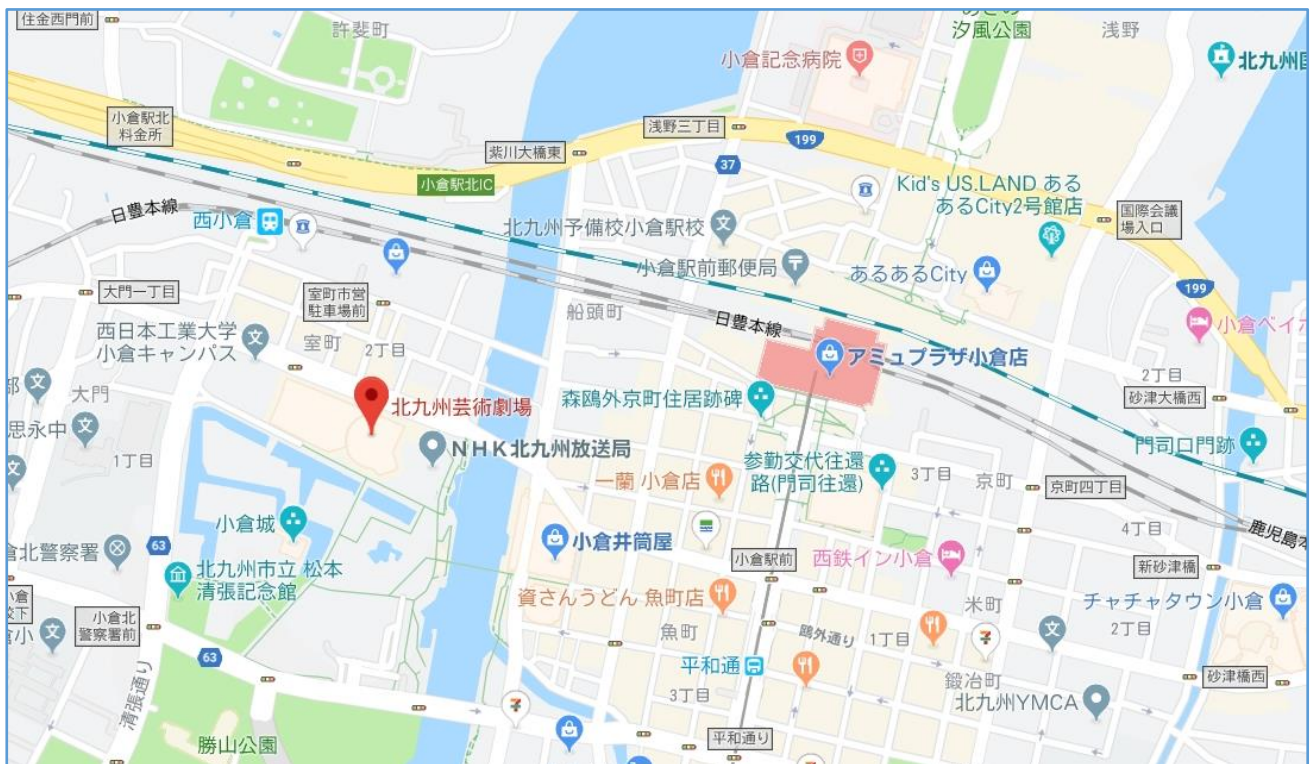 住金西門前
許斐町
汐風公園
浅野
小倉記念病院
北九州
小倉駅北
料金所
浅野三丁目
199
紫川大橋東
37
小倉駅北IC
Kid's US.LAND ある
あるCity2号館店
国際会議
場入口
日豊本線
西小倉
北九州予備校小倉駅校
小倉駅前郵便局
あるあるCity
大門一丁目
室町市営
駐車場前
船頭町
日豊本線
199
小倉ベイホ
西日本工業大学
小倉キャンパス
室町
2丁目
アミュプラザ小倉店
2丁目
砂津大橋西
大門
北九州芸術劇場
森鴎外京町住居跡碑
思永中
1丁目
NHK北九州放送局
門司口門跡
参勤交代往還
路(門司往還)
3丁目
京町
京町四丁目
一蘭 小倉店
4丁目
鹿児島本
小倉城
小倉井筒屋
倉北警察署
63
小倉駅前
西鉄イン小倉
新砂津橋
北九州市立 松本
清張記念館
資さんうどん 魚町店
米町
チャチャタウン小倉
小倉北
警察署前
魚町
鴎外通り
1丁目
2丁目
63
平和通
3丁目
鍛冶町
砂津橋西
清張通り
北九州YMCA
勝山公園
平和通り